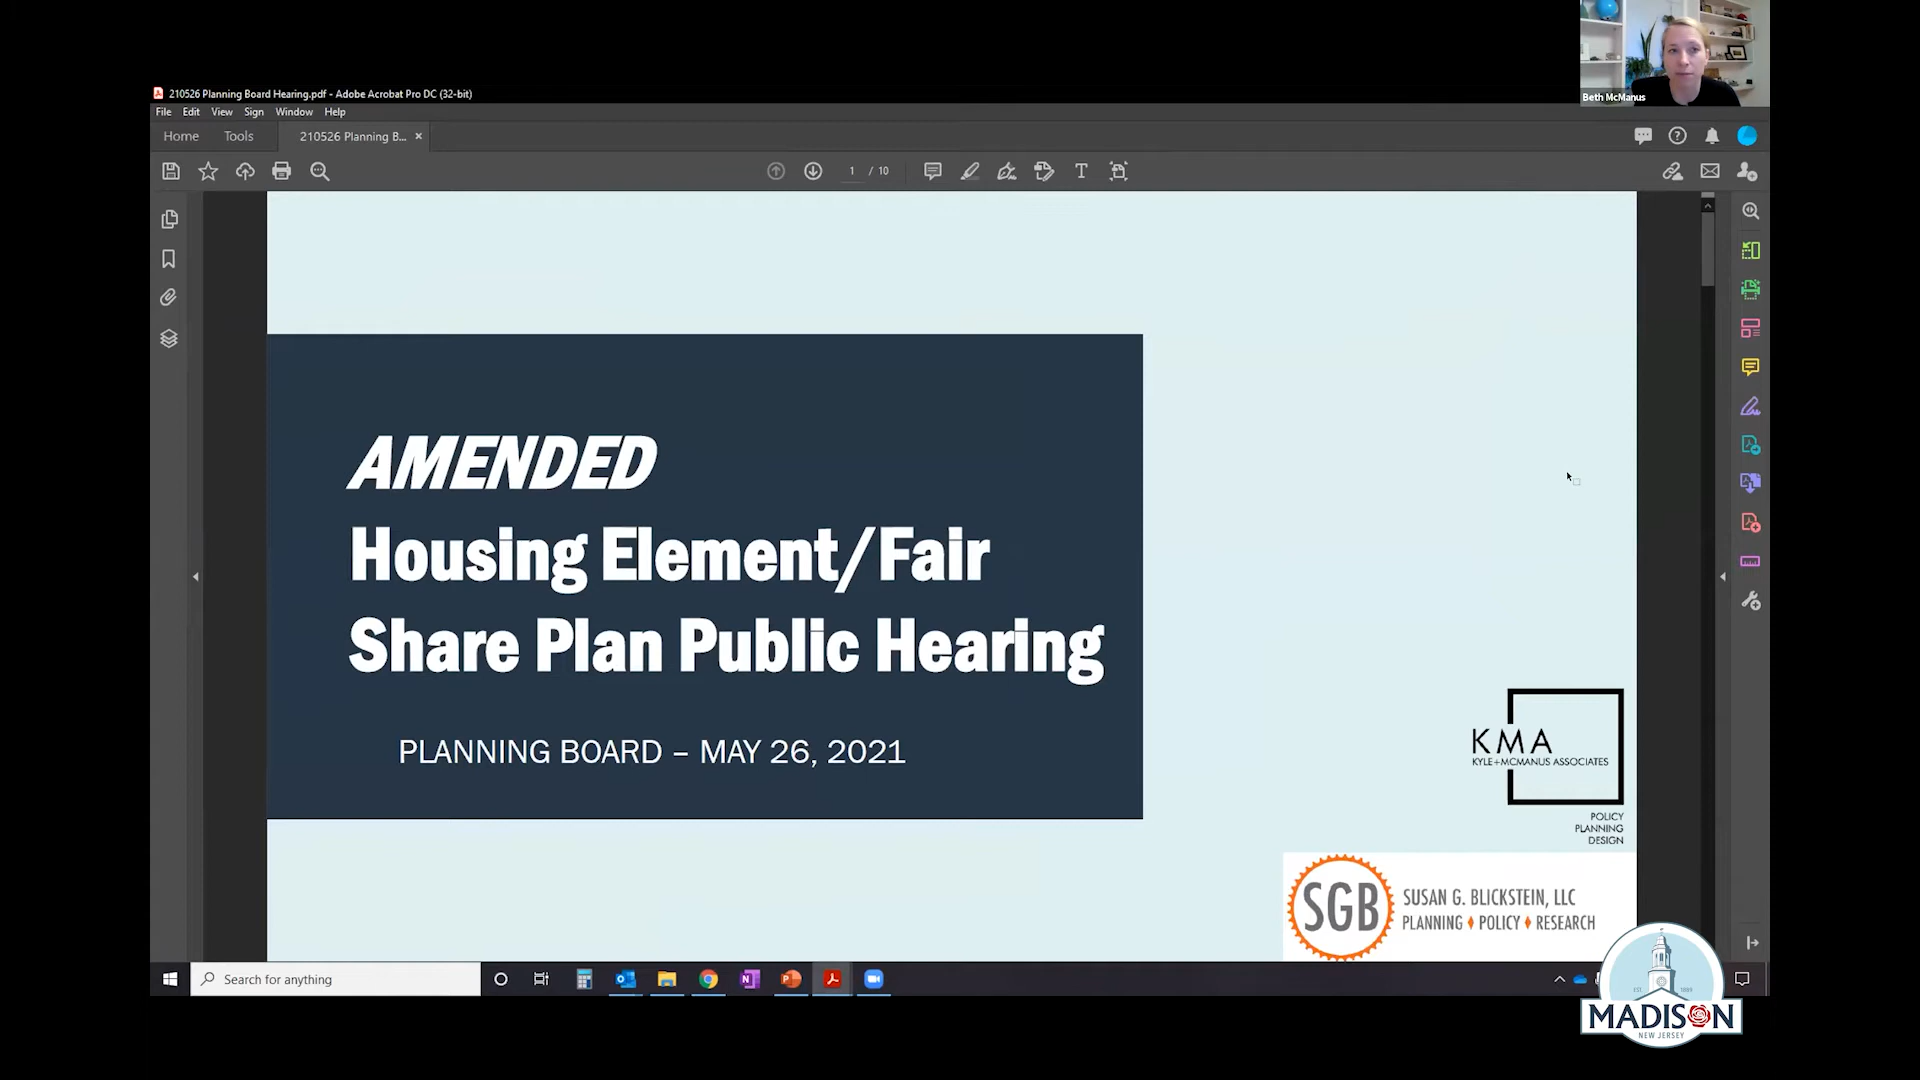 Beth McManus
210526 Planning Board Hearing.pdf - Adobe Acrobat Pro DC (32-bit)
File Edit View Sign Window Help
Home Tools 210526 Planning B... ×
1 / 10
AMENDED
Housing Element/Fair
Share Plan Public Hearing
PLANNING BOARD – MAY 26, 2021
KMA
KYLE+MCMANUS ASSOCIATES
POLICY
PLANNING
DESIGN
SGB
SUSAN G. BLICKSTEIN, LLC
PLANNING ♦ POLICY ♦ RESEARCH
Search for anything
EST. 1889
MADISON
NEW JERSEY